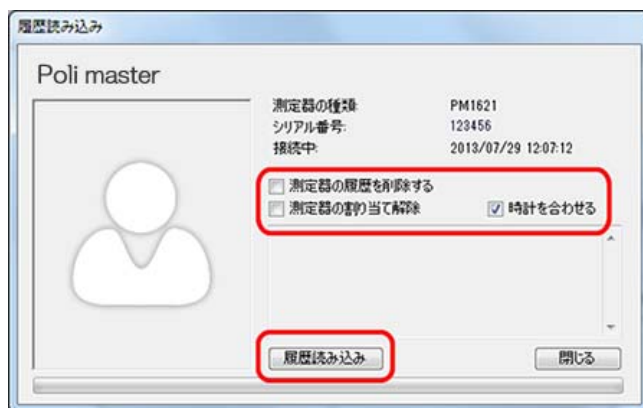 履歴読み込み
Poli master
測定器の種類: PM1621
シリアル番号: 123456
接続中: 2013/07/29 12:07:12
測定器の履歴を削除する
測定器の割り当て解除 時計を合わせる
履歴読み込み 閉じる